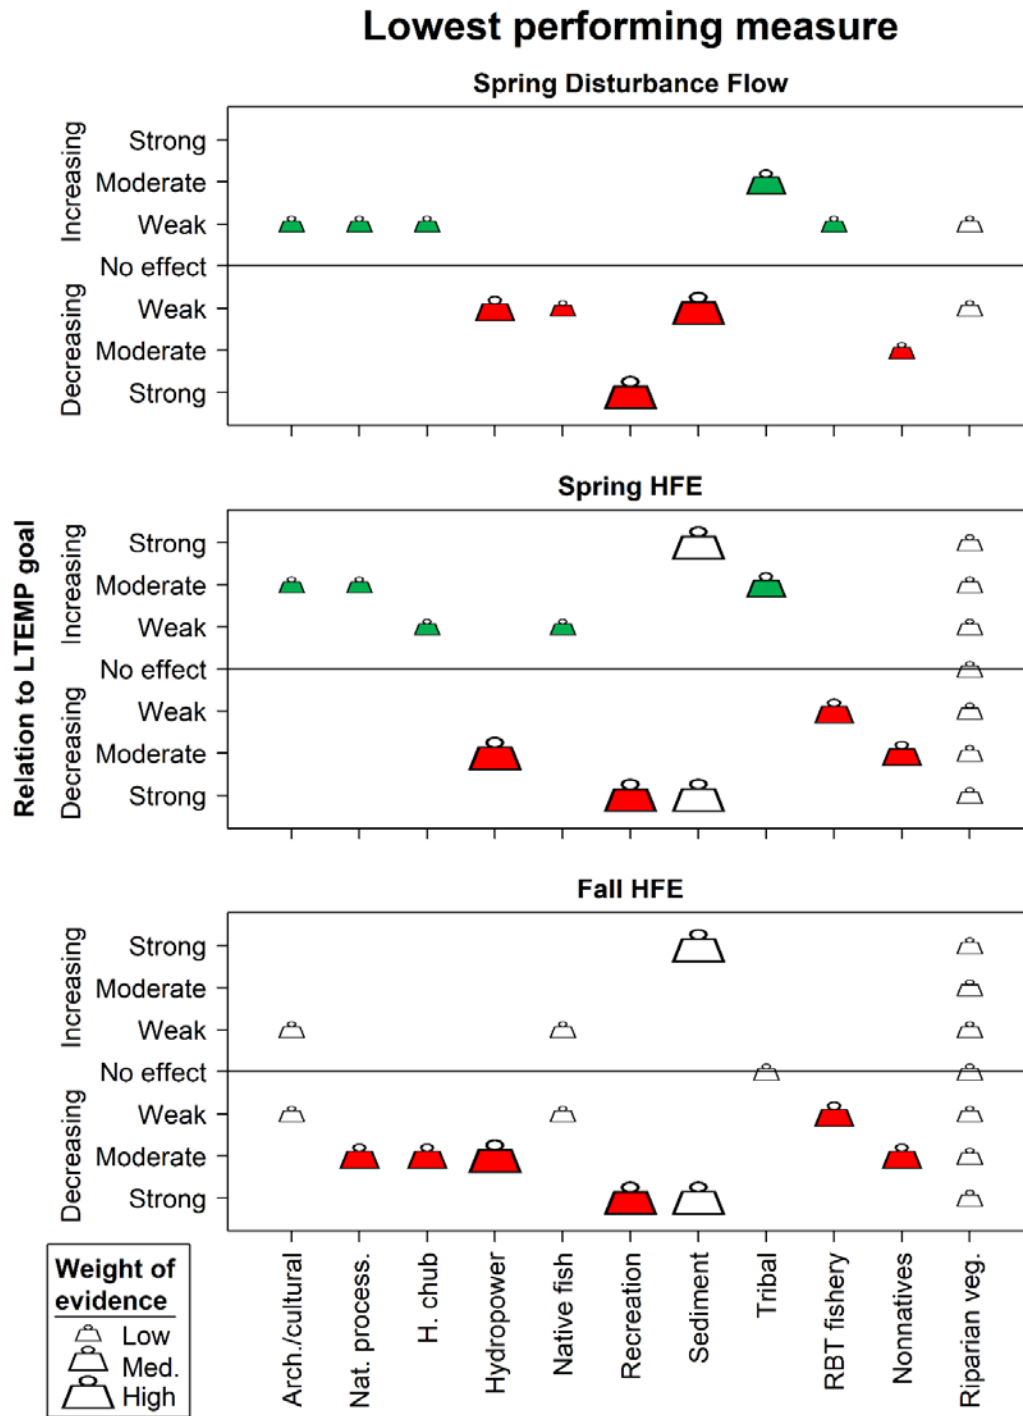 Lowest performing measure
Spring Disturbance Flow
Increasing
Strong
Moderate
Weak
No effect
Decreasing
Weak
Moderate
Strong
Relation to LTEMP goal
Spring HFE
Increasing
Strong
Moderate
Weak
No effect
Decreasing
Weak
Moderate
Strong
Fall HFE
Increasing
Strong
Moderate
Weak
No effect
Decreasing
Weak
Moderate
Strong
Arch./cultural
Nat. process.
H. chub
Hydropower
Native fish
Recreation
Sediment
Tribal
RBT fishery
Nonnatives
Riparian veg.
Weight of
evidence
Low
Med.
High